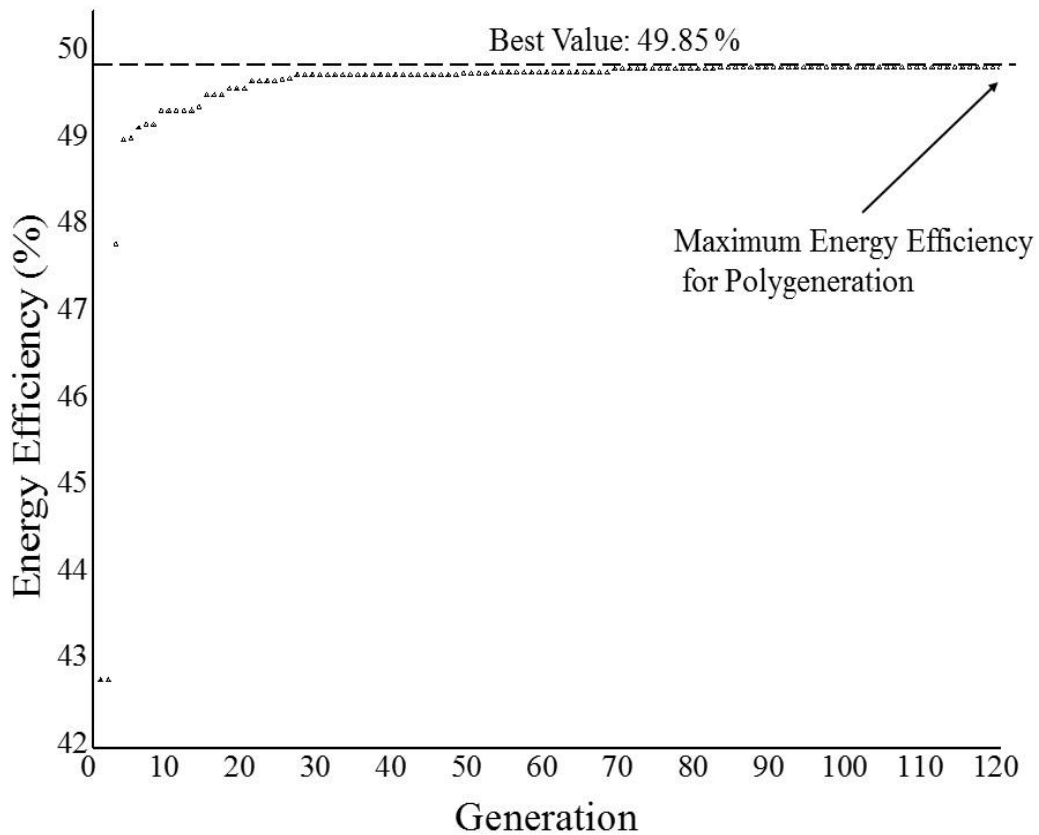 50
Best Value: 49.85 %
49
48
Maximum Energy Efficiency
for Polygeneration
47
46
45
44
43
42
Energy Efficiency (%)
0 10 20 30 40 50 60 70 80 90 100 110 120
Generation